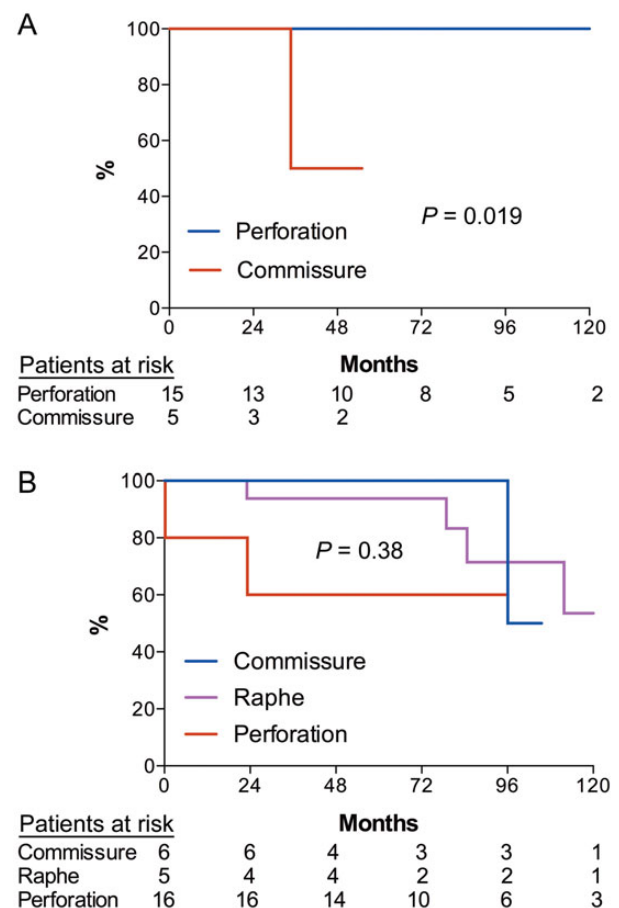 A
100
80
60
40
20
0
%
P = 0.019
Perforation
Commissure
0 24 48 72 96 120
Patients at risk Months
Perforation 15 13 10 8 5 2
Commissure 5 3 2
B
100
80
60
40
20
0
%
P = 0.38
Commissure
Raphe
Perforation
0 24 48 72 96 120
Patients at risk Months
Commissure 6 6 4 3 3 1
Raphe 5 4 4 2 2 1
Perforation 16 16 14 10 6 3